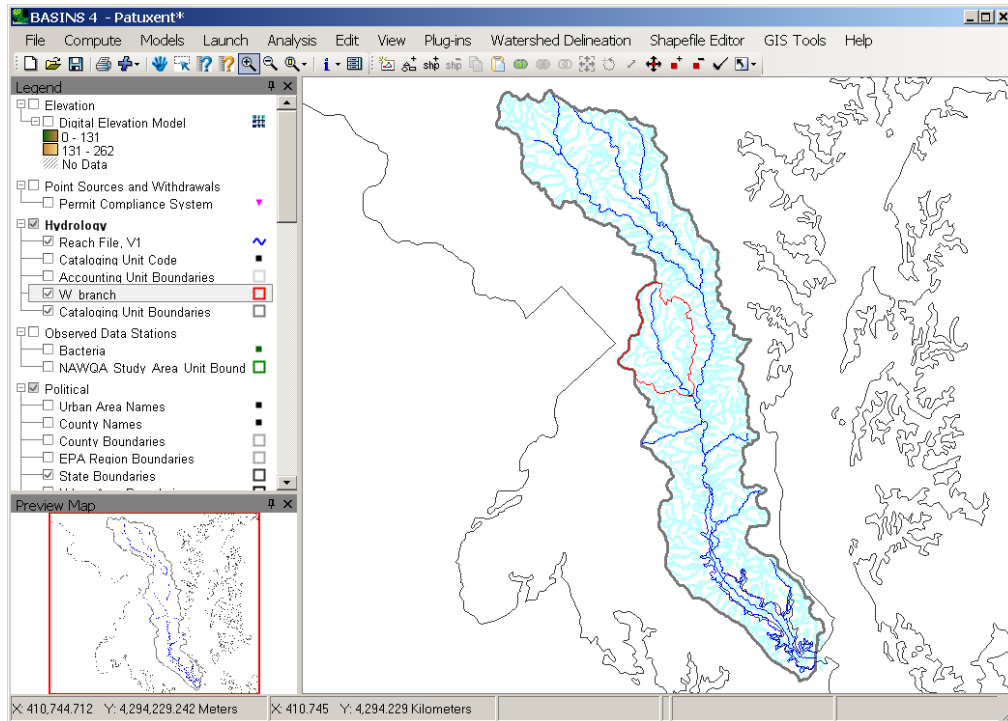 BASINS 4 - Patuxent*
File Compute Models Launch Analysis Edit View Plug-ins Watershed Delineation Shapefile Editor GIS Tools Help
shp shp
Legend
Elevation
Digital Elevation Model
0 - 131
131 - 262
No Data
Point Sources and Withdrawals
Permit Compliance System
Hydrology
Reach File, V1
Cataloging Unit Code
Accounting Unit Boundaries
W_branch
Cataloging Unit Boundaries
Observed Data Stations
Bacteria
NAWQA Study Area Unit Bound
Political
Urban Area Names
County Names
County Boundaries
EPA Region Boundaries
State Boundaries
Preview Map
X: 410,744.712 Y: 4,294,229.242 Meters X: 410.745 Y: 4,294.229 Kilometers